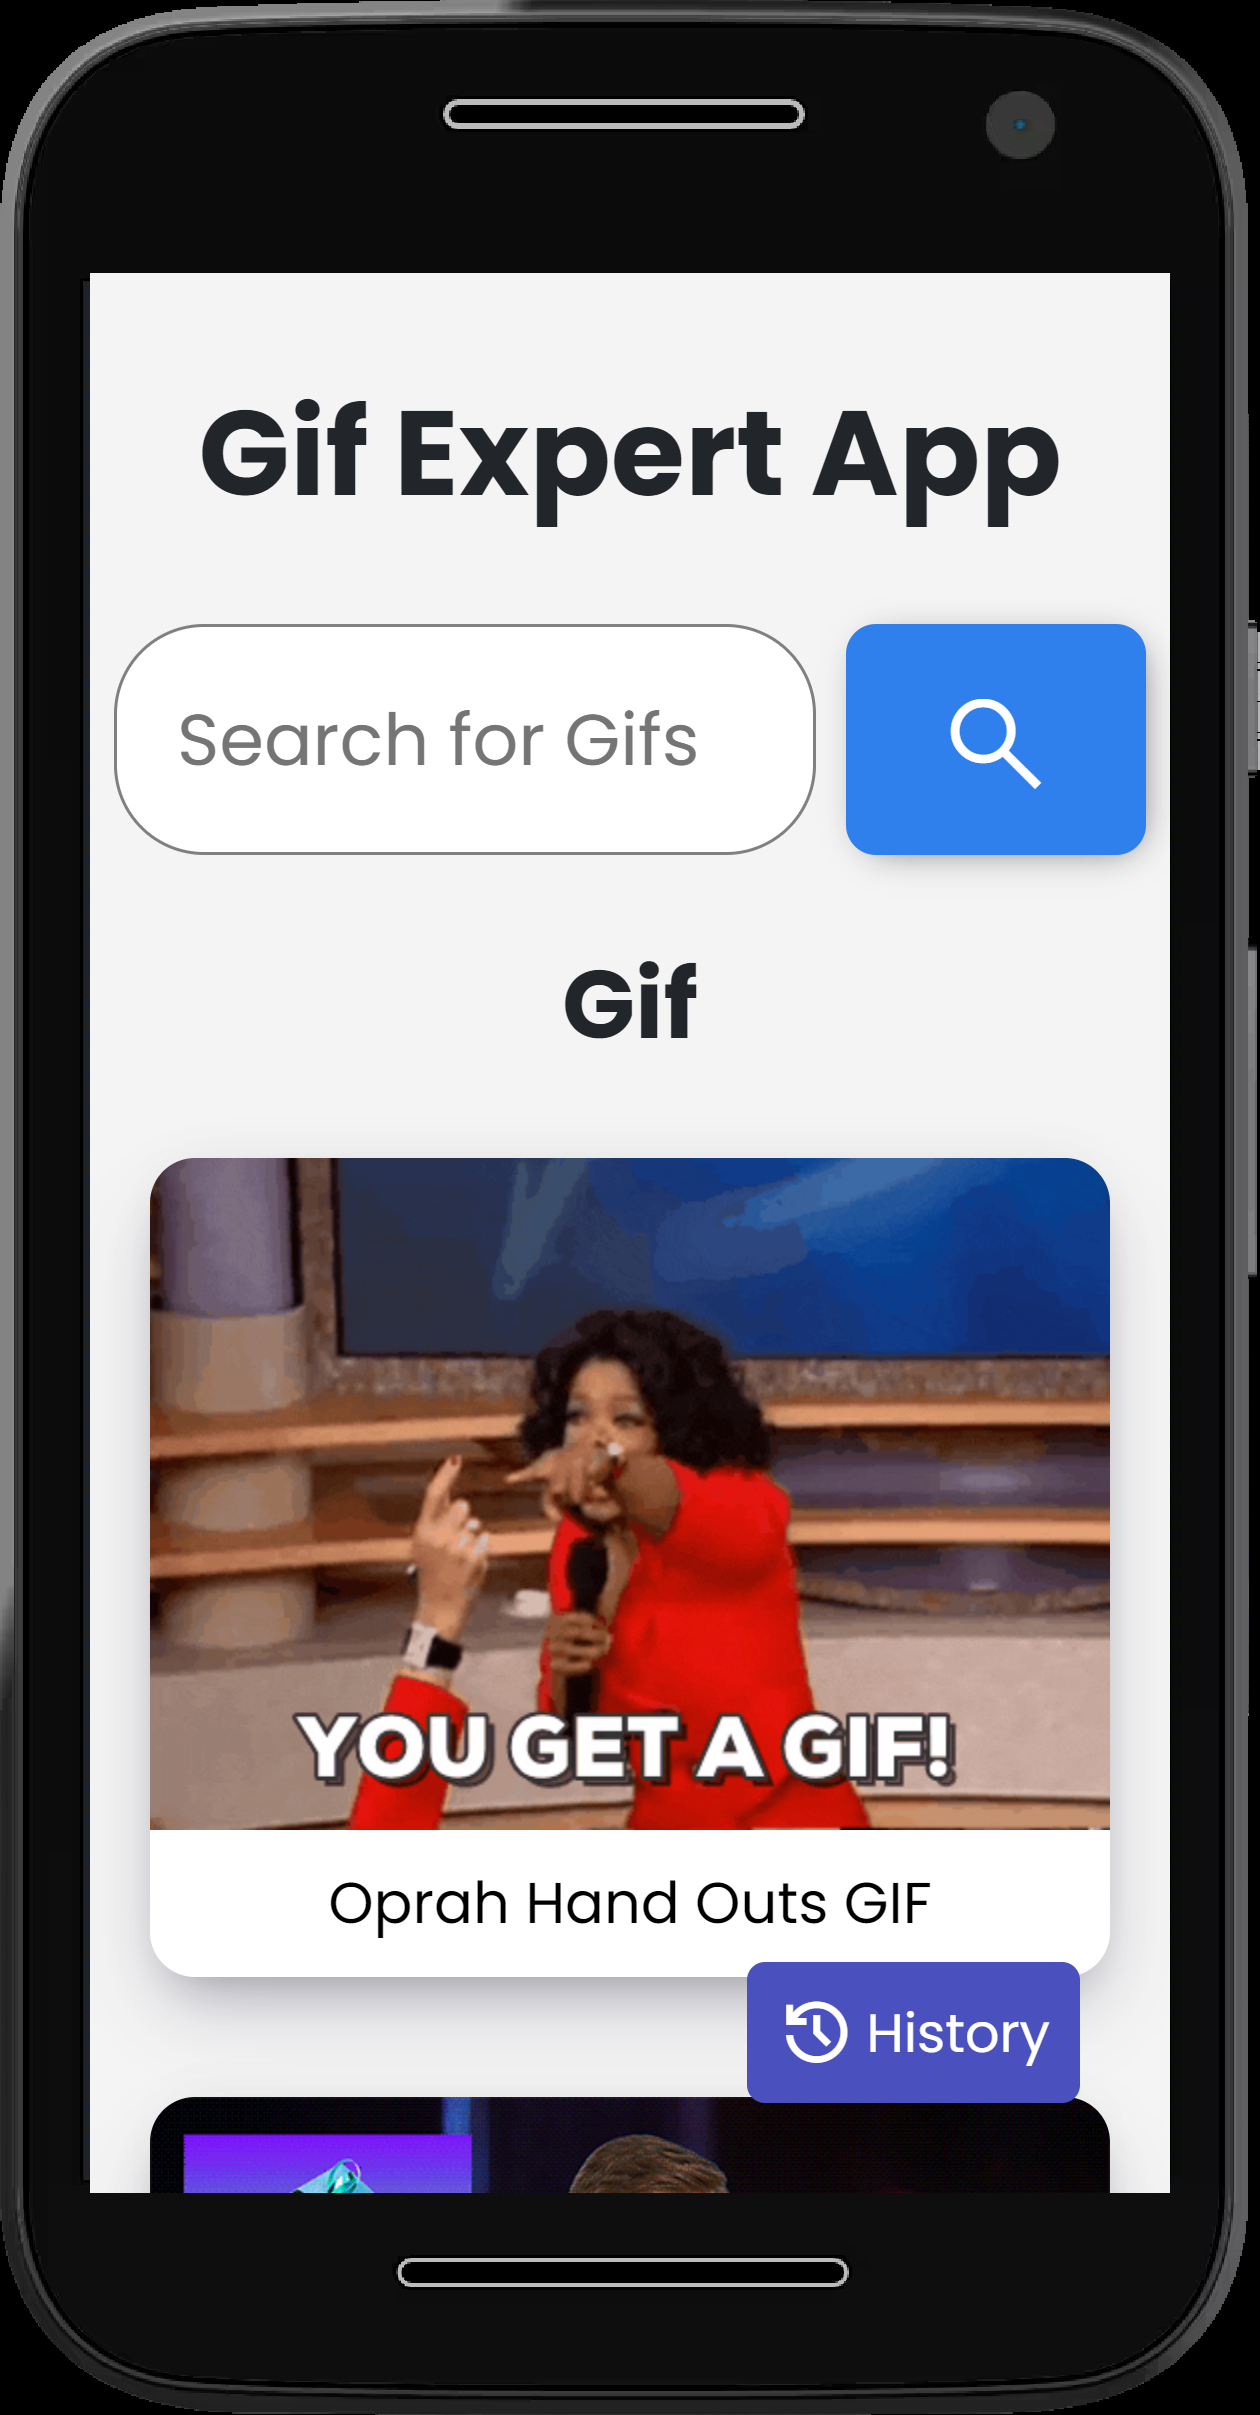 Gif Expert App
Search for Gifs
Gif
YOU GET A GIF!
Oprah Hand Outs GIF
History